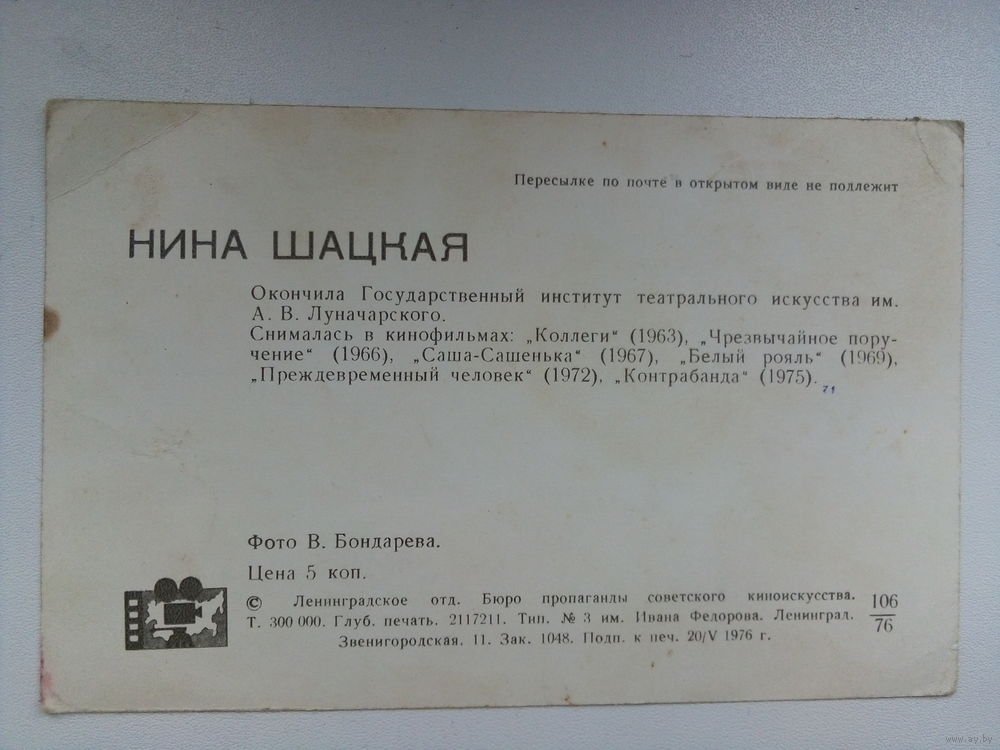 Пересылке по почте в открытом виде не подлежит
НИНА ШАЦКАЯ
Окончила Государственный институт театрального искусства им.
А. В. Луначарского.
Снималась в кинофильмах: „Коллеги“ (1963), „Чрезвычайное пору-
чение“ (1966), „Саша-Сашенька“ (1967), „Белый рояль“ (1969),
„Преждевременный человек“ (1972), „Контрабанда“ (1975).
71
Фото В. Бондарева.
Цена 5 коп.
© Ленинградское отд. Бюро пропаганды советского киноискусства.
Т. 300 000. Глуб. печать. 2117211. Тип. № 3 им. Ивана Федорова. Ленинград.
Звенигородская, 11. Зак. 1048. Подп. к печ. 20/V 1976 г.
106
76
www.ay.by